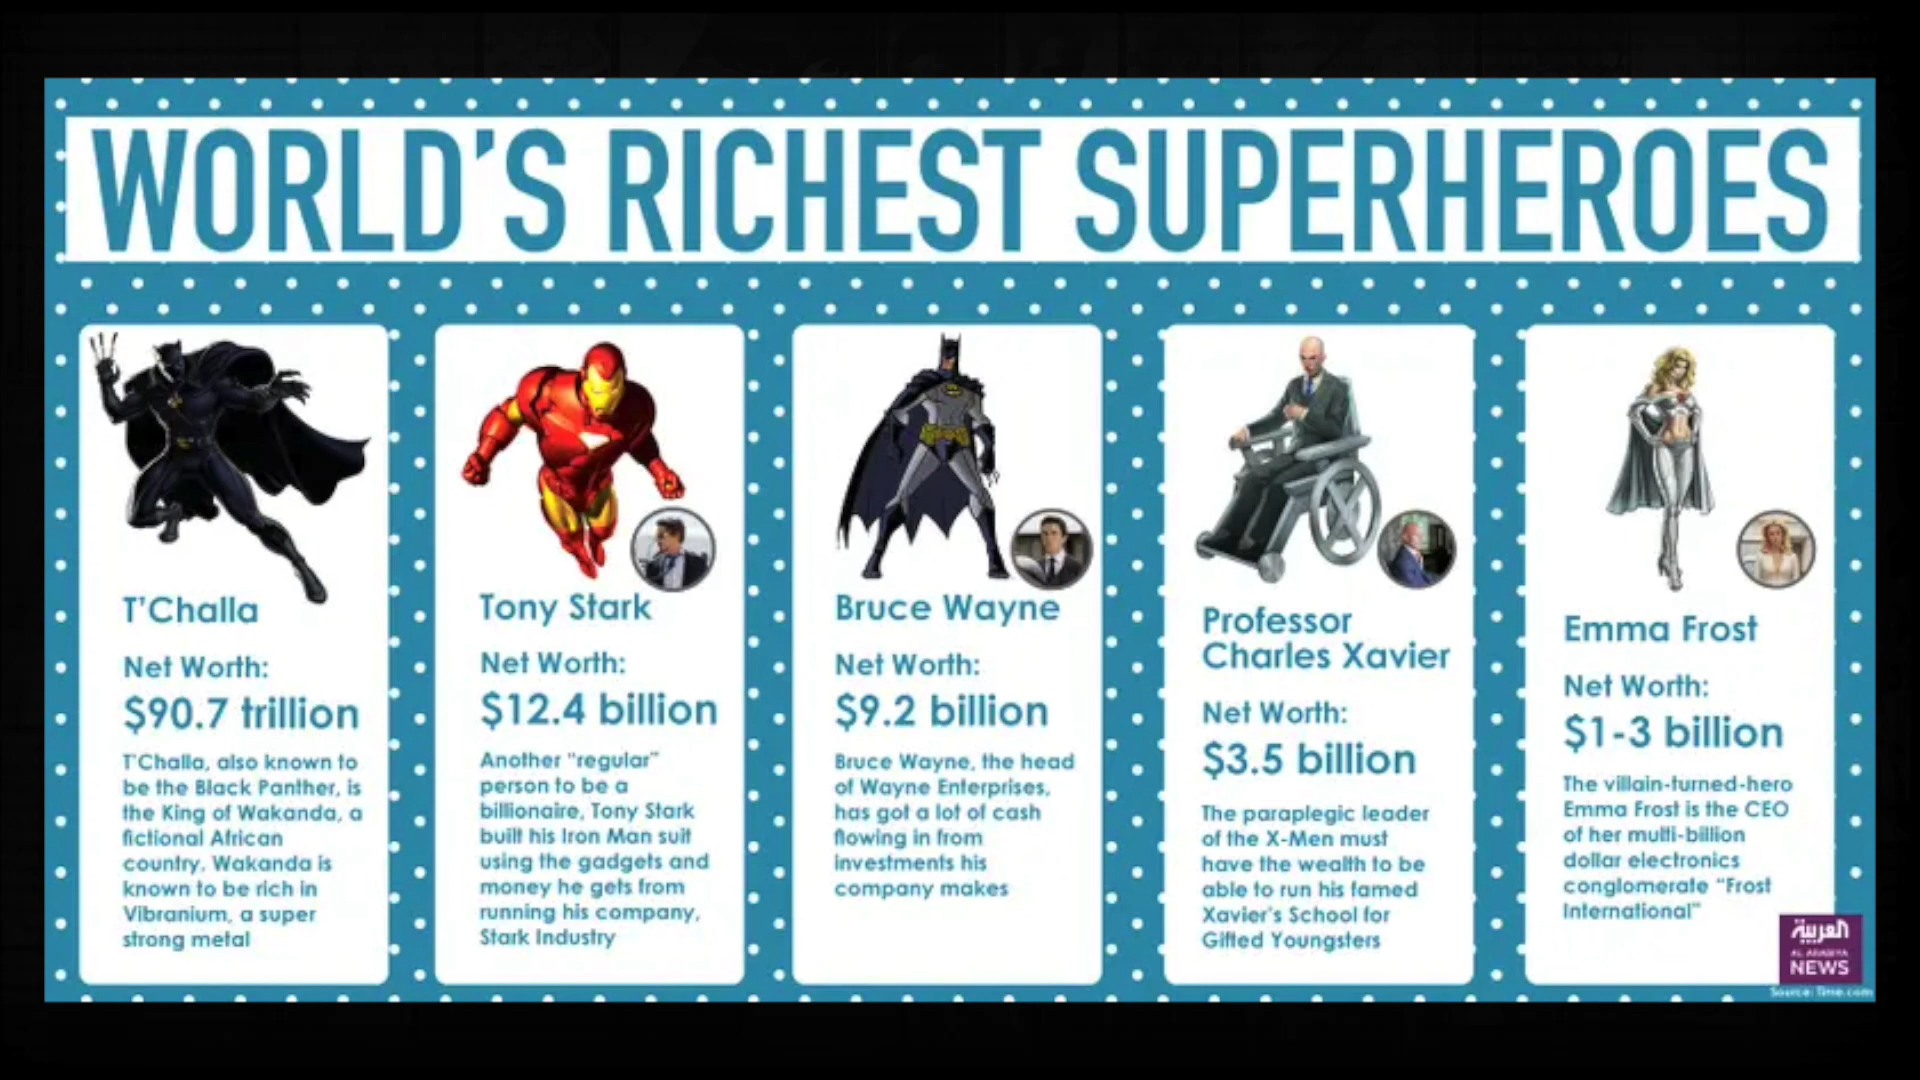 WORLD'S RICHEST SUPERHEROES
T'Challa
Net Worth:
$90.7 trillion
T'Challa, also known to
be the Black Panther, is
the King of Wakanda, a
fictional African
country. Wakanda is
known to be rich in
Vibranium, a super
strong metal
Tony Stark
Net Worth:
$12.4 billion
Another "regular"
person to be a
billionaire, Tony Stark
built his Iron Man suit
using the gadgets and
money he gets from
running his company,
Stark Industry
Bruce Wayne
Net Worth:
$9.2 billion
Bruce Wayne, the head
of Wayne Enterprises,
has got a lot of cash
flowing in from
investments his
company makes
Professor
Charles Xavier
Net Worth:
$3.5 billion
The paraplegic leader
of the X-Men must
have the wealth to be
able to run his famed
Xavier's School for
Gifted Youngsters
Emma Frost
Net Worth:
$1-3 billion
The villain-turned-hero
Emma Frost is the CEO
of her multi-billion
dollar electronics
conglomerate "Frost
International"
العربية
AL ARABIYA
NEWS
Source: Time.com